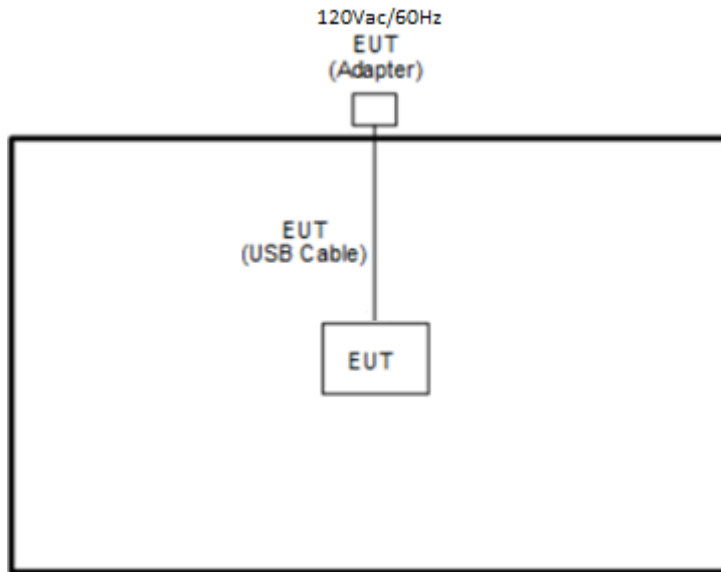 120Vac/60Hz
EUT
(Adapter)
EUT
(USB Cable)
EUT